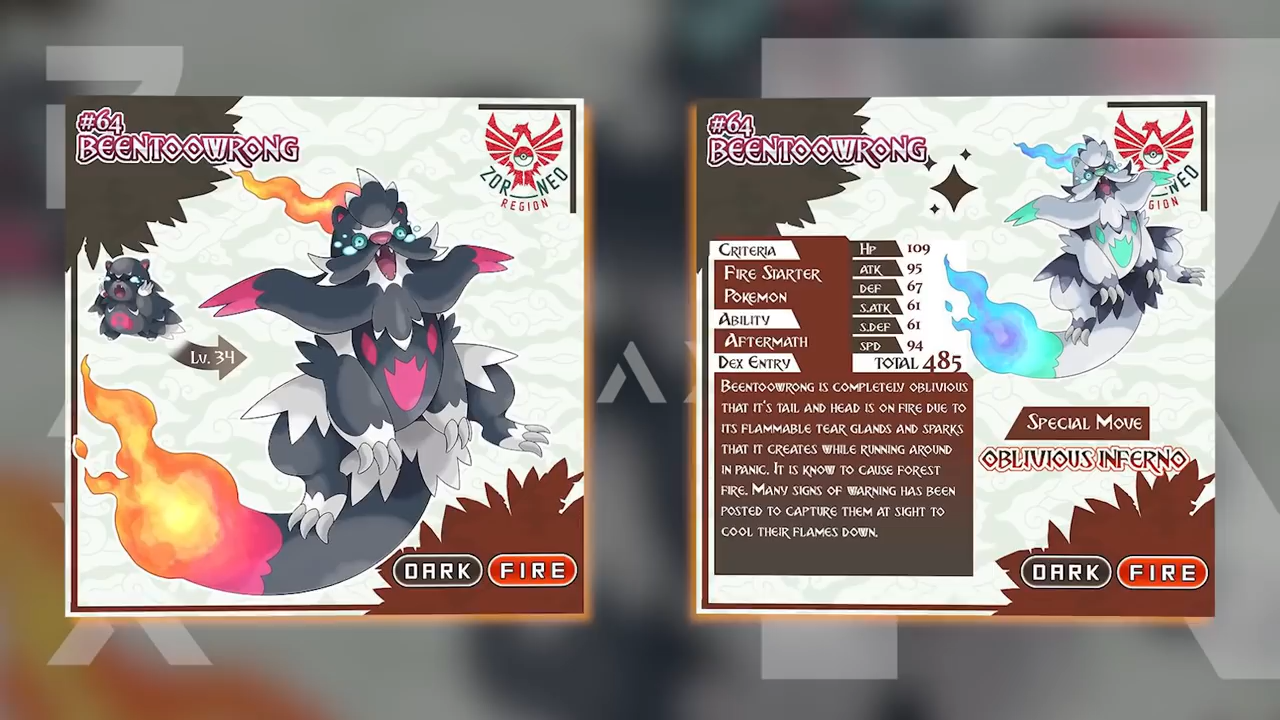 #64
BEENTOOWRONG
ZOR NEO
REGION
Lv. 34
DARK FIRE
#64
BEENTOOWRONG
NEO
GION
CRITERIA
FIRE STARTER
POKEMON
ABILITY
AFTERMATH
DEX ENTRY
HP 109
ATK 95
DEF 67
S.ATK 61
S.DEF 61
SPD 94
TOTAL 485
BEENTOOWRONG IS COMPLETELY OBLIVIOUS
THAT IT'S TAIL AND HEAD IS ON FIRE DUE TO
ITS FLAMMABLE TEAR GLANDS AND SPARKS
THAT IT CREATES WHILE RUNNING AROUND
IN PANIC. IT IS KNOW TO CAUSE FOREST
FIRE. MANY SIGNS OF WARNING HAS BEEN
POSTED TO CAPTURE THEM AT SIGHT TO
COOL THEIR FLAMES DOWN.
SPECIAL MOVE
OBLIVIOUS INFERNO
DARK FIRE